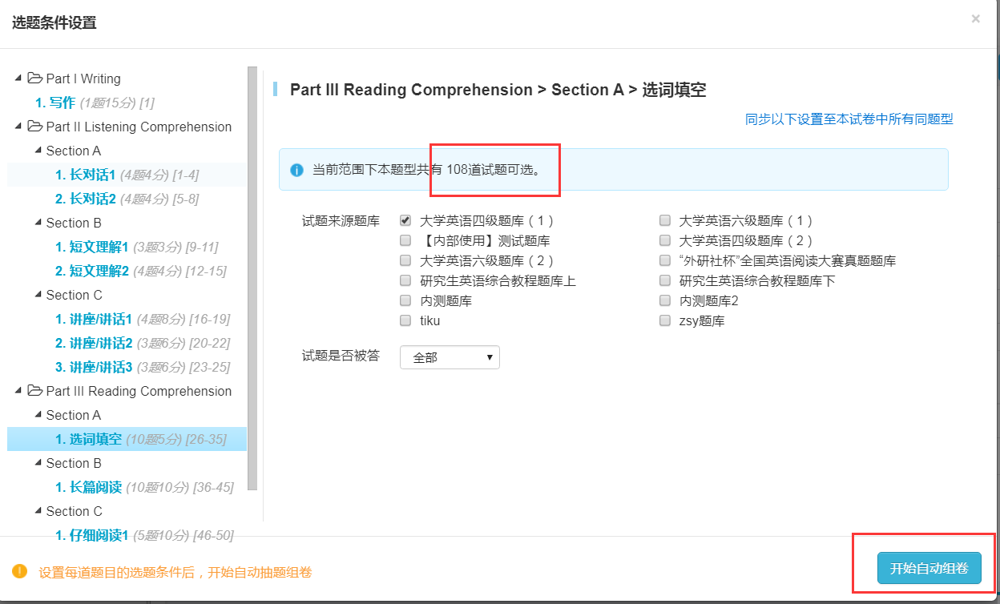 选题条件设置
×
Part I Writing
1. 写作 (1题15分) [1]
Part II Listening Comprehension
Section A
1. 长对话1 (4题4分) [1-4]
2. 长对话2 (4题4分) [5-8]
Section B
1. 短文理解1 (3题3分) [9-11]
2. 短文理解2 (4题4分) [12-15]
Section C
1. 讲座/讲话1 (4题8分) [16-19]
2. 讲座/讲话2 (3题6分) [20-22]
3. 讲座/讲话3 (3题6分) [23-25]
Part III Reading Comprehension
Section A
1. 选词填空 (10题5分) [26-35]
Section B
1. 长篇阅读 (10题10分) [36-45]
Section C
1. 仔细阅读1 (5题10分) [46-50]
Part III Reading Comprehension > Section A > 选词填空
同步以下设置至本试卷中所有同题型
当前范围下本题型共有 108道试题可选。
试题来源题库
大学英语四级题库（1） 大学英语六级题库（1）
【内部使用】测试题库 大学英语四级题库（2）
大学英语六级题库（2） “外研社杯”全国英语阅读大赛真题题库
研究生英语综合教程题库上 研究生英语综合教程题库下
内测题库 内测题库2
tiku zsy题库
试题是否被答 全部
设置每道题目的选题条件后，开始自动抽题组卷
开始自动组卷